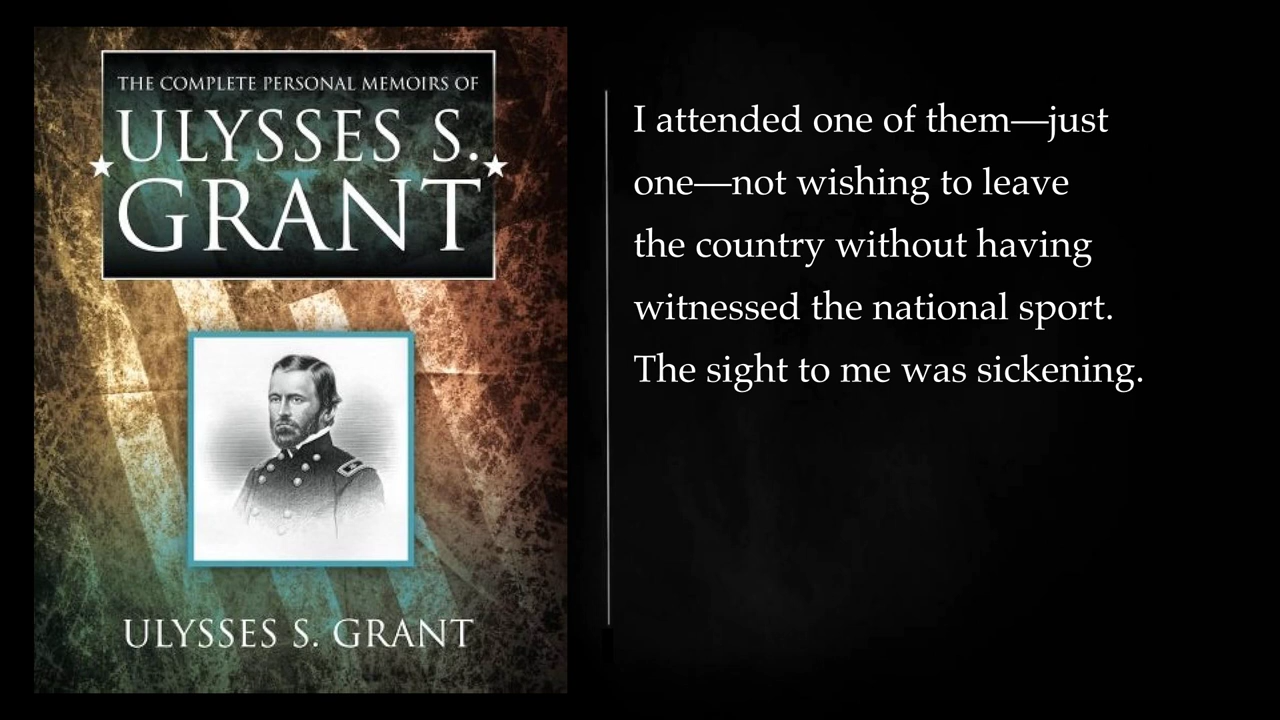 THE COMPLETE PERSONAL MEMOIRS OF
ULYSSES S.
GRANT
ULYSSES S. GRANT
I attended one of them—just
one—not wishing to leave
the country without having
witnessed the national sport.
The sight to me was sickening.